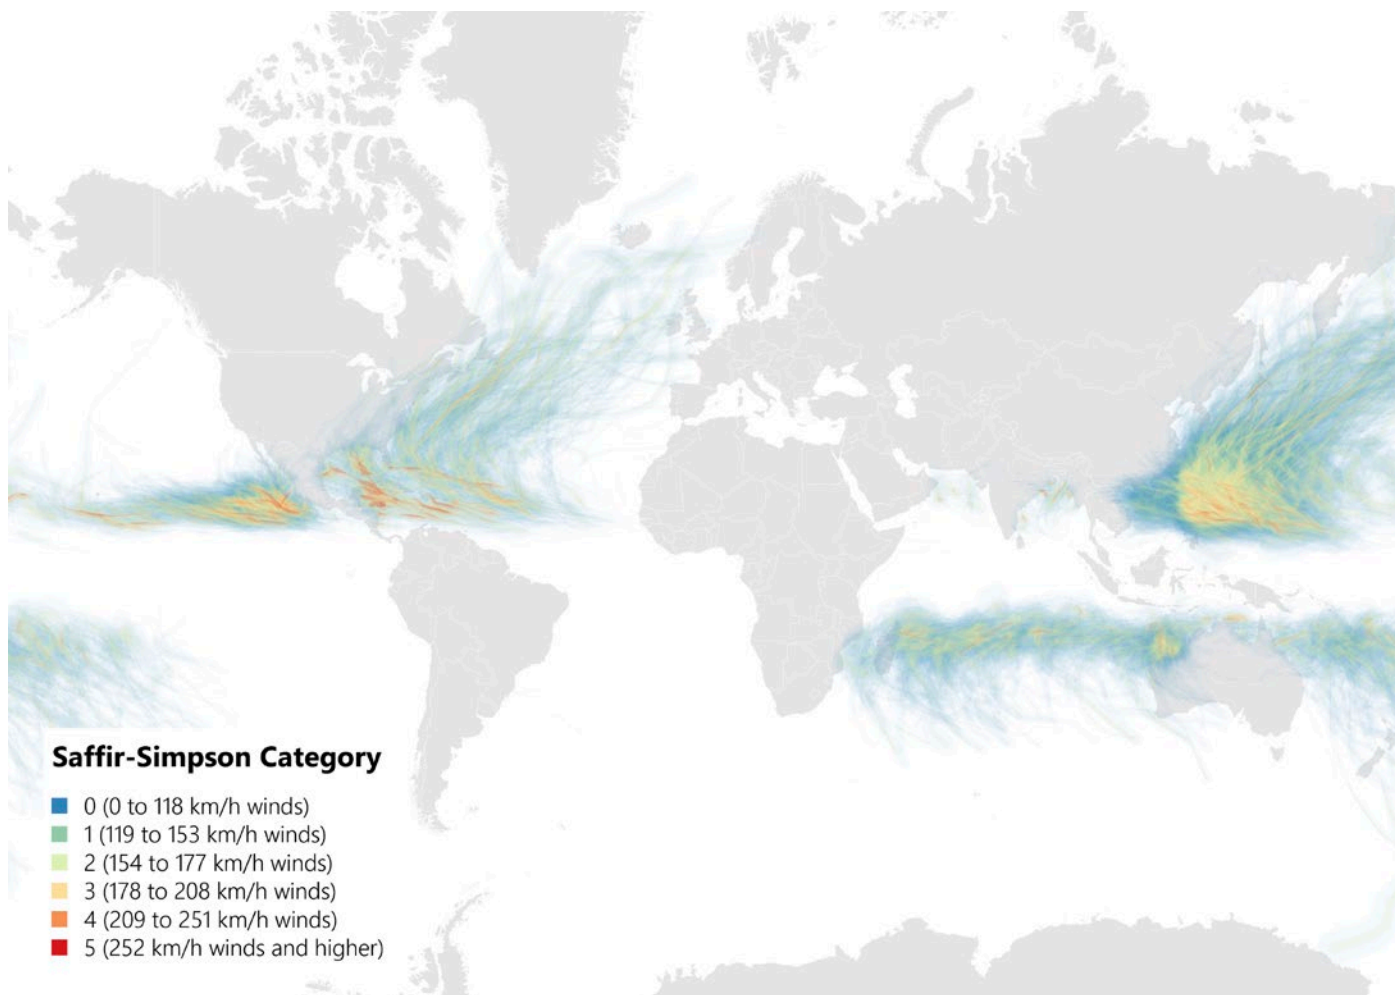 Saffir-Simpson Category
0 (0 to 118 km/h winds)
1 (119 to 153 km/h winds)
2 (154 to 177 km/h winds)
3 (178 to 208 km/h winds)
4 (209 to 251 km/h winds)
5 (252 km/h winds and higher)